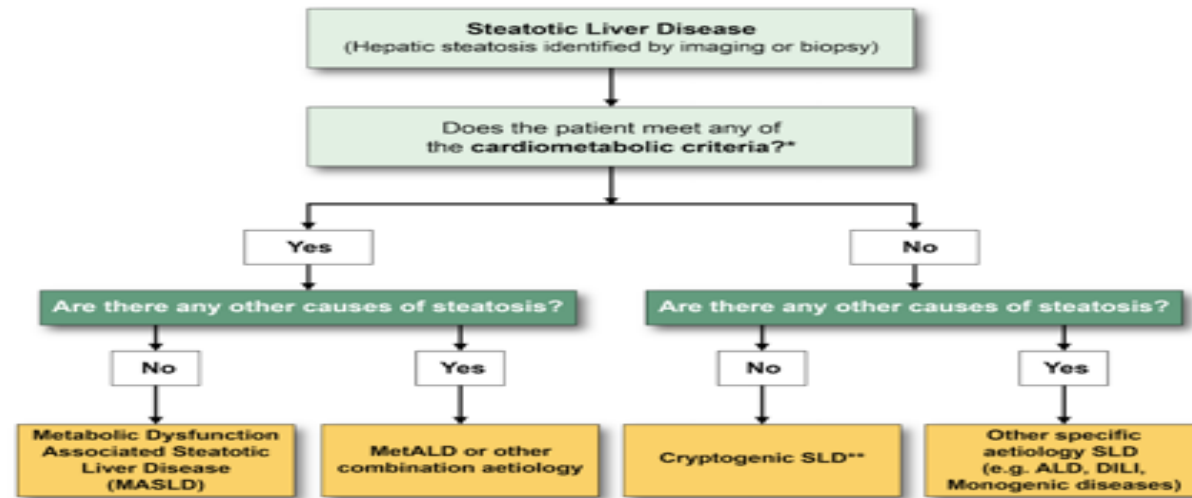 Steatotic Liver Disease
(Hepatic steatosis identified by imaging or biopsy)
Does the patient meet any of
the cardiometabolic criteria?*
Yes
No
Are there any other causes of steatosis?
Are there any other causes of steatosis?
No
Yes
No
Yes
Metabolic Dysfunction
Associated Steatotic
Liver Disease
(MASLD)
MetALD or other
combination aetiology
Cryptogenic SLD**
Other specific
aetiology SLD
(e.g. ALD, DILI,
Monogenic diseases)